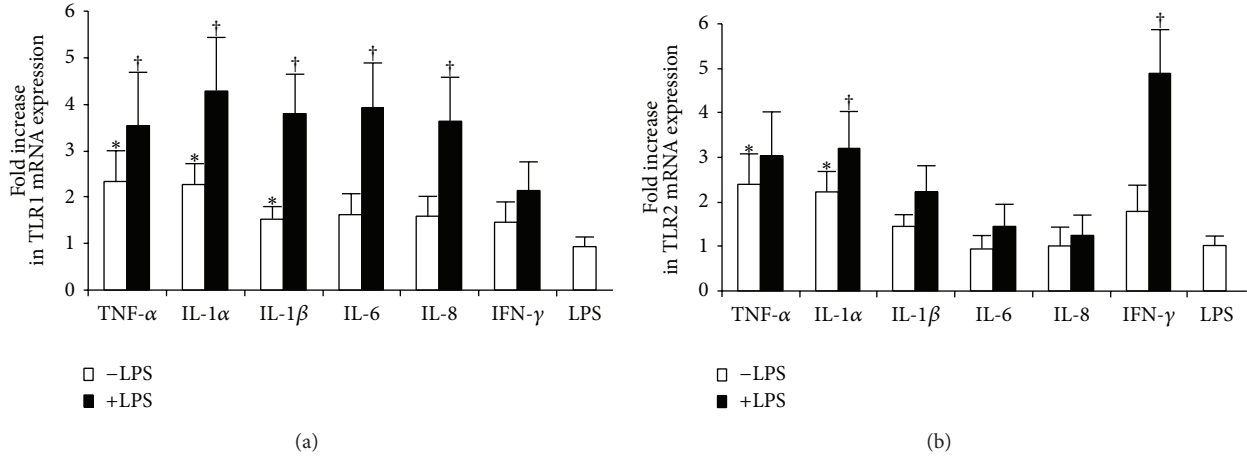 Fold increase
in TLR1 mRNA expression
6
5
4
3
2
1
0
*
†
*
†
*
†
†
†
TNF-α IL-1α IL-1β IL-6 IL-8 IFN-γ LPS
−LPS
+LPS
(a)
Fold increase
in TLR2 mRNA expression
6
5
4
3
2
1
0
*
*
†
†
TNF-α IL-1α IL-1β IL-6 IL-8 IFN-γ LPS
−LPS
+LPS
(b)